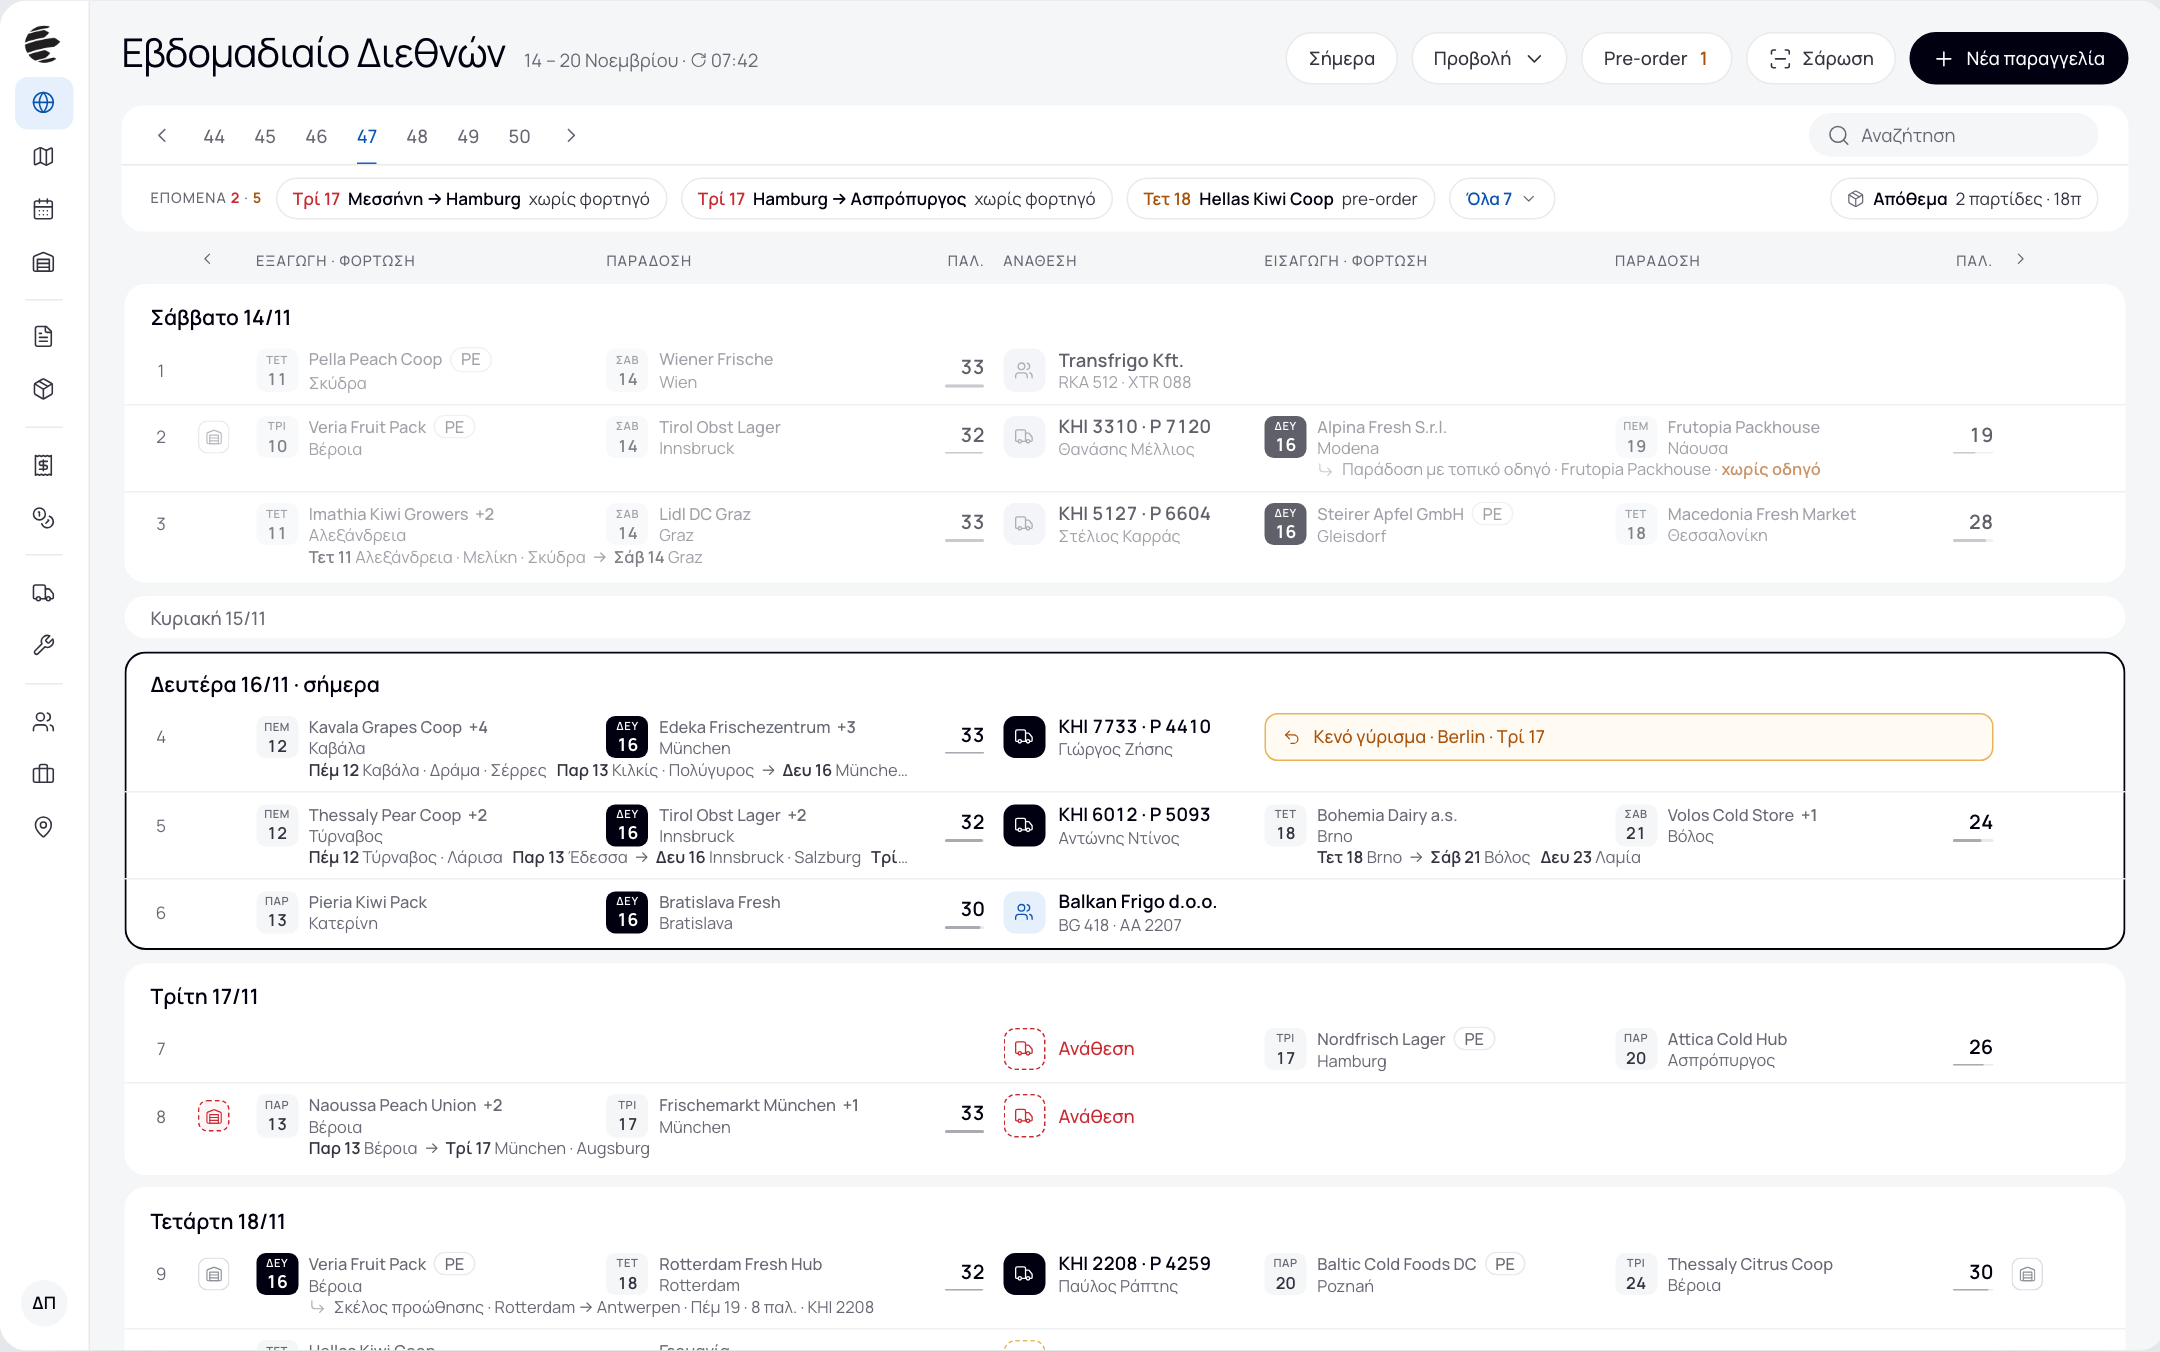 Εβδομαδιαίο Διεθνών 14 – 20 Νοεμβρίου · 07:42
Σήμερα Προβολή Pre-order 1 Σάρωση Νέα παραγγελία
44 45 46 47 48 49 50 Αναζήτηση
ΕΠΟΜΕΝΑ 2 · 5 Τρί 17 Μεσσήνη → Hamburg χωρίς φορτηγό Τρί 17 Hamburg → Ασπρόπυργος χωρίς φορτηγό Τετ 18 Hellas Kiwi Coop pre-order Όλα 7 Απόθεμα 2 παρτίδες · 18π
ΕΞΑΓΩΓΗ · ΦΟΡΤΩΣΗ ΠΑΡΑΔΟΣΗ ΠΑΛ. ΑΝΑΘΕΣΗ ΕΙΣΑΓΩΓΗ · ΦΟΡΤΩΣΗ ΠΑΡΑΔΟΣΗ ΠΑΛ.
Σάββατο 14/11
1 ΤΕΤ 11 Pella Peach Coop PE ΣΑΒ 14 Wiener Frische 33 Transfrigo Kft.
Σκύδρα Wien RKA 512 · XTR 088
2 ΤΡΙ 10 Veria Fruit Pack PE ΣΑΒ 14 Tirol Obst Lager 32 ΚΗΙ 3310 · Ρ 7120 ΔΕΥ 16 Alpina Fresh S.r.l. ΠΕΜ 19 Frutopia Packhouse 19
Βέροια Innsbruck Θανάσης Μέλλιος Modena Νάουσα
Παράδοση με τοπικό οδηγό · Frutopia Packhouse · χωρίς οδηγό
3 ΤΕΤ 11 Imathia Kiwi Growers +2 ΣΑΒ 14 Lidl DC Graz 33 ΚΗΙ 5127 · Ρ 6604 ΔΕΥ 16 Steirer Apfel GmbH PE ΤΕΤ 18 Macedonia Fresh Market 28
Αλεξάνδρεια Graz Στέλιος Καρράς Gleisdorf Θεσσαλονίκη
Τετ 11 Αλεξάνδρεια · Μελίκη · Σκύδρα → Σάβ 14 Graz
Κυριακή 15/11
Δευτέρα 16/11 · σήμερα
4 ΠΕΜ 12 Kavala Grapes Coop +4 ΔΕΥ 16 Edeka Frischezentrum +3 33 ΚΗΙ 7733 · Ρ 4410 Κενό γύρισμα · Berlin · Τρί 17
Καβάλα München Γιώργος Ζήσης
Πέμ 12 Καβάλα · Δράμα · Σέρρες Παρ 13 Κιλκίς · Πολύγυρος → Δευ 16 Münche…
5 ΠΕΜ 12 Thessaly Pear Coop +2 ΔΕΥ 16 Tirol Obst Lager +2 32 ΚΗΙ 6012 · Ρ 5093 ΤΕΤ 18 Bohemia Dairy a.s. ΣΑΒ 21 Volos Cold Store +1 24
Τύρναβος Innsbruck Αντώνης Ντίνος Brno Βόλος
Πέμ 12 Τύρναβος · Λάρισα Παρ 13 Έδεσσα → Δευ 16 Innsbruck · Salzburg Τρί… Τετ 18 Brno → Σάβ 21 Βόλος Δευ 23 Λαμία
6 ΠΑΡ 13 Pieria Kiwi Pack ΔΕΥ 16 Bratislava Fresh 30 Balkan Frigo d.o.o.
Κατερίνη Bratislava BG 418 · AA 2207
Τρίτη 17/11
7 Ανάθεση ΤΡΙ 17 Nordfrisch Lager PE ΠΑΡ 20 Attica Cold Hub 26
Hamburg Ασπρόπυργος
8 ΠΑΡ 13 Naoussa Peach Union +2 ΤΡΙ 17 Frischemarkt München +1 33 Ανάθεση
Βέροια München
Παρ 13 Βέροια → Τρί 17 München · Augsburg
Τετάρτη 18/11
9 ΔΕΥ 16 Veria Fruit Pack PE ΤΕΤ 18 Rotterdam Fresh Hub 32 ΚΗΙ 2208 · Ρ 4259 ΠΑΡ 20 Baltic Cold Foods DC PE ΤΡΙ 24 Thessaly Citrus Coop 30
Βέροια Rotterdam Παύλος Ράπτης Poznań Βέροια
Σκέλος προώθησης · Rotterdam → Antwerpen · Πέμ 19 · 8 παλ. · ΚΗΙ 2208
ΔΠ